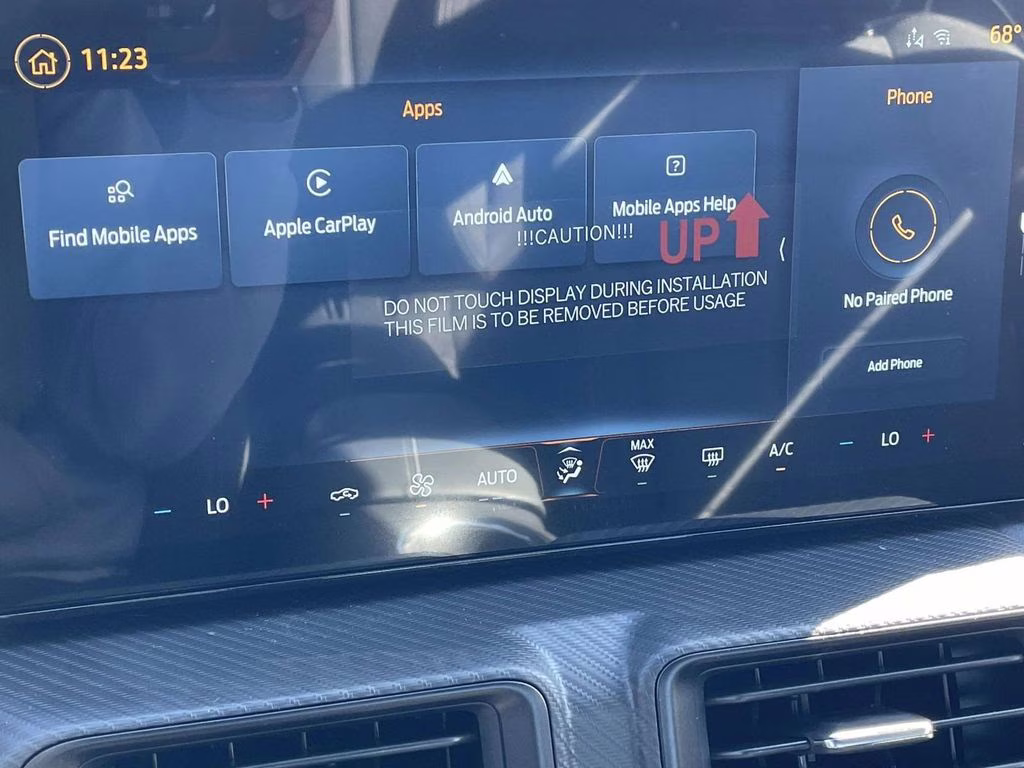 11:23
68°
Apps
Phone
Find Mobile Apps
Apple CarPlay
Android Auto
Mobile Apps Help
!!!CAUTION!!!
UP
DO NOT TOUCH DISPLAY DURING INSTALLATION
THIS FILM IS TO BE REMOVED BEFORE USAGE
No Paired Phone
Add Phone
LO
AUTO
MAX
A/C
LO